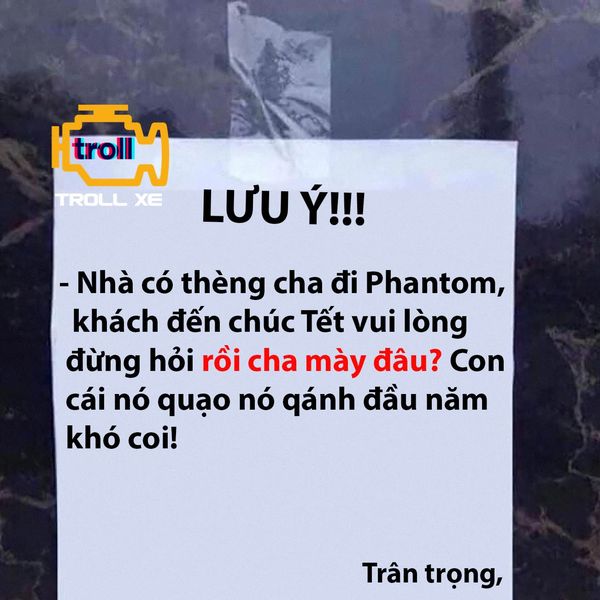 troll
TROLL XE
LƯU Ý!!!
- Nhà có thèng cha đi Phantom,
khách đến chúc Tết vui lòng
đừng hỏi rồi cha mày đâu? Con
cái nó quạo nó qánh đầu năm
khó coi!
Trân trọng,